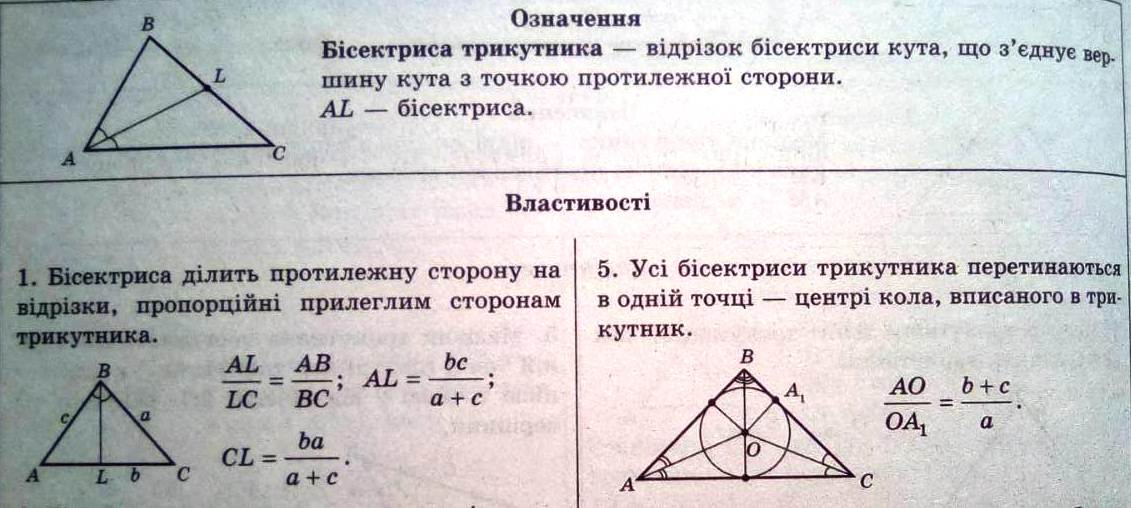 Означення
Бісектриса трикутника — відрізок бісектриси кута, що з’єднує вер-
шину кута з точкою протилежної сторони.
AL — бісектриса.
B
L
A
C
Властивості
1. Бісектриса ділить протилежну сторону на
відрізки, пропорційні прилеглим сторонам
трикутника.
B
c
a
A
L
b
C
AL/LC = AB/BC; AL = bc/(a + c);
CL = ba/(a + c).
5. Усі бісектриси трикутника перетинаються
в одній точці — центрі кола, вписаного в три-
кутник.
B
A₁
O
A
C
AO/OA₁ = (b + c)/a.